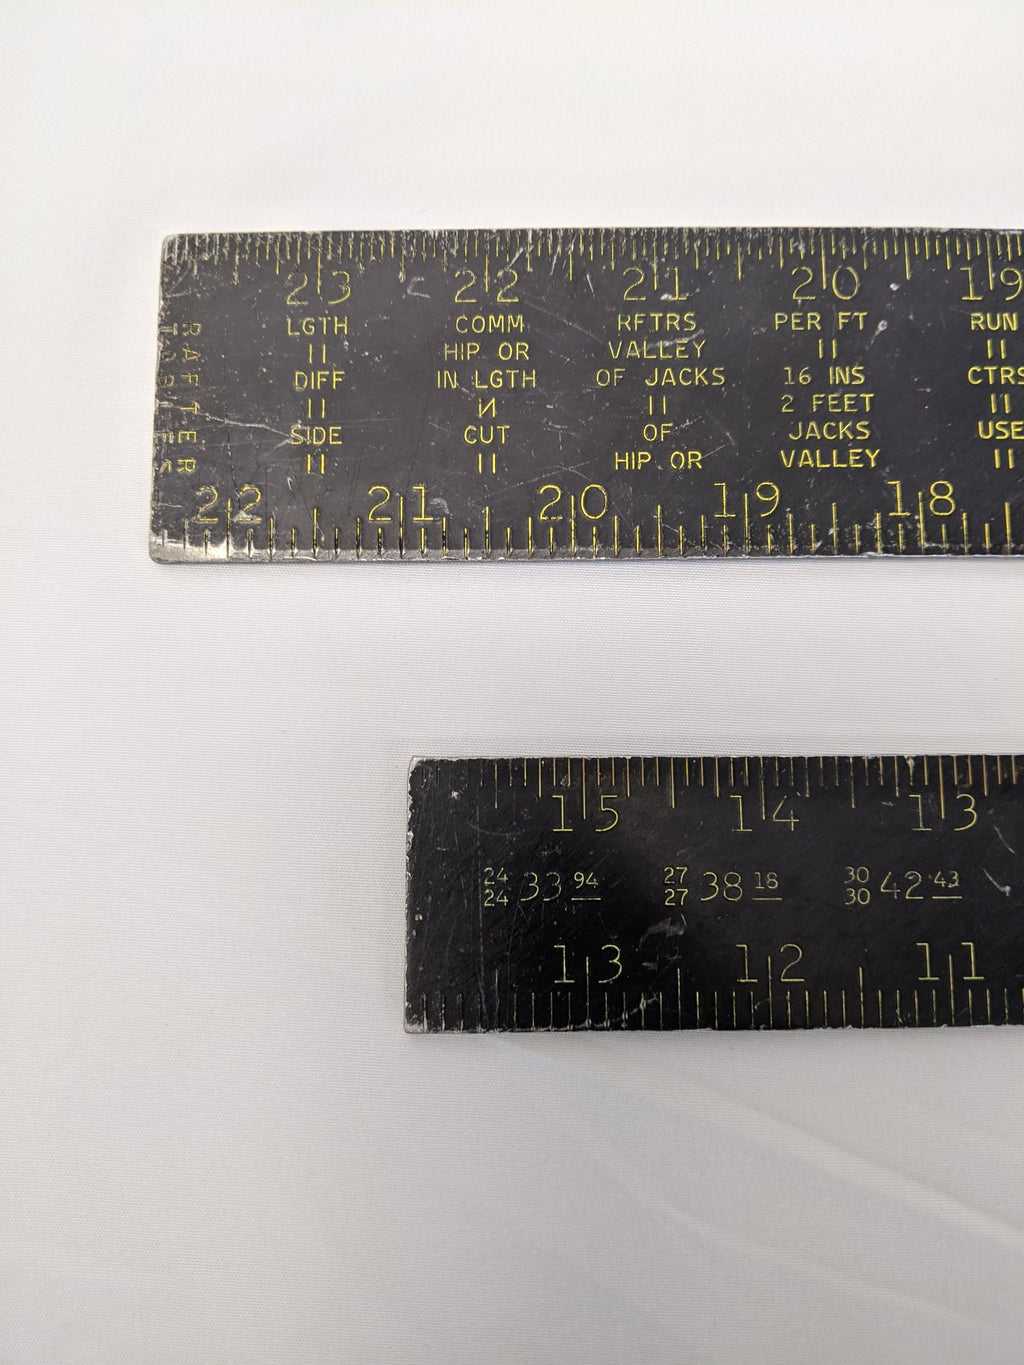 23 22 21 20 19
LGTH COMM RFTRS PER FT RUN
II HIP OR VALLEY II II
DIFF IN LGTH OF JACKS 16 INS CTRS
II И II 2 FEET II
SIDE CUT OF JACKS USE
II II HIP OR VALLEY II
RAFTER
TABLES
22 21 20 19 18
15 14 13
24 24 33 94 27 27 38 18 30 30 42 43
13 12 11